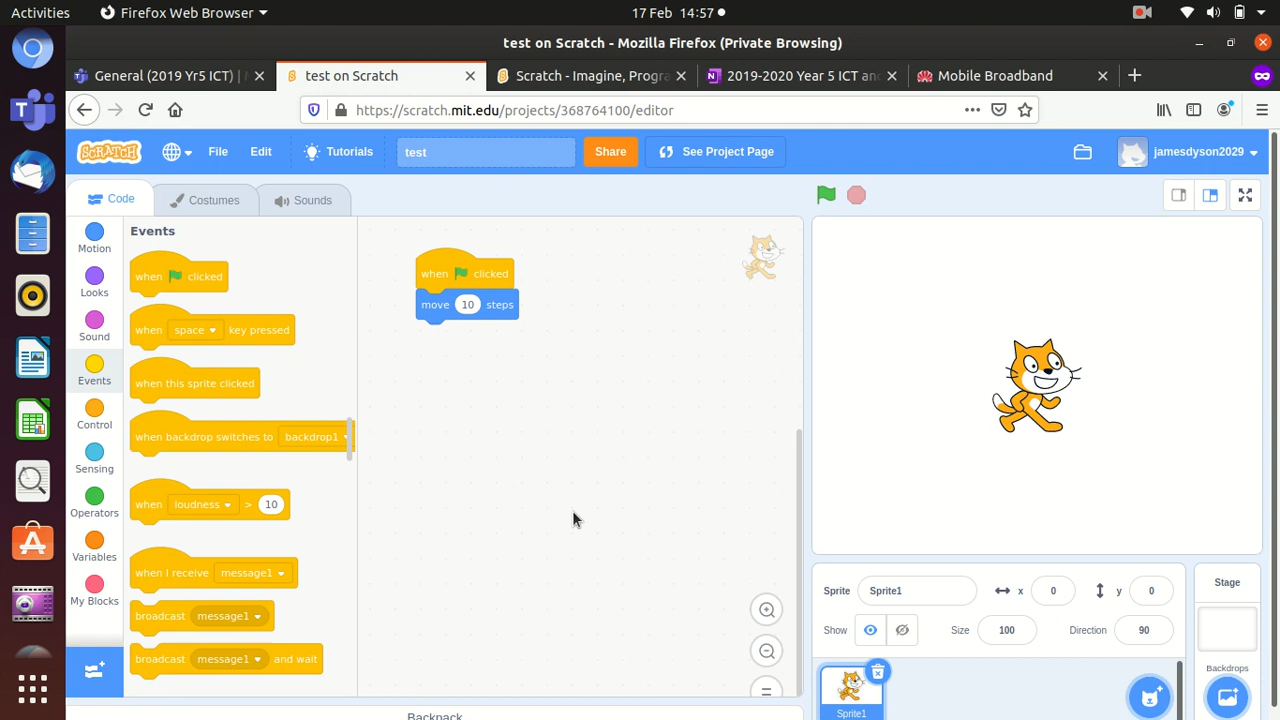 Activities
Firefox Web Browser
17 Feb 14:57
test on Scratch - Mozilla Firefox (Private Browsing)
General (2019 Yr5 ICT) |
test on Scratch
Scratch - Imagine, Progra
2019-2020 Year 5 ICT and
Mobile Broadband
https://scratch.mit.edu/projects/368764100/editor
SCRATCH
File
Edit
Tutorials
test
Share
See Project Page
jamesdyson2029
Code
Costumes
Sounds
Motion
Looks
Sound
Events
Control
Sensing
Operators
Variables
My Blocks
Events
when clicked
when space key pressed
when this sprite clicked
when backdrop switches to backdrop1
when loudness > 10
when I receive message1
broadcast message1
broadcast message1 and wait
when clicked
move 10 steps
Backpack
Sprite Sprite1 x 0 y 0
Show Size 100 Direction 90
Sprite1
Stage
Backdrops